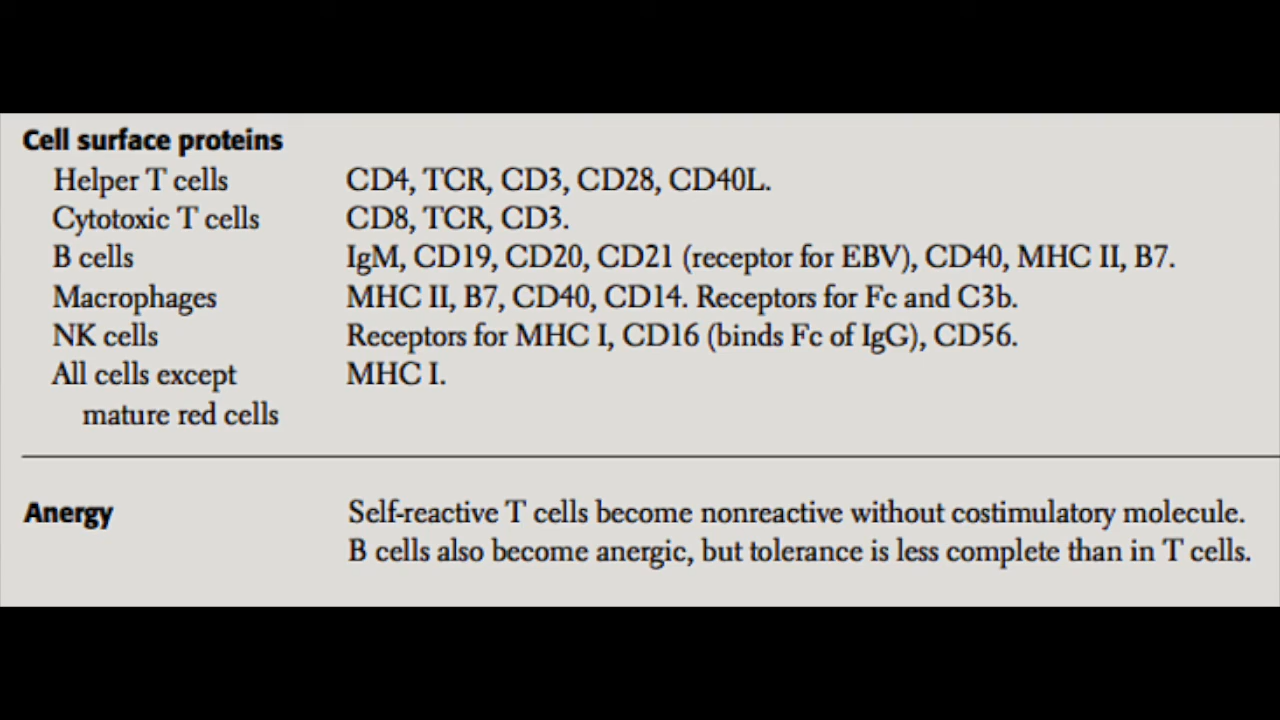 Cell surface proteins
Helper T cells CD4, TCR, CD3, CD28, CD40L.
Cytotoxic T cells CD8, TCR, CD3.
B cells IgM, CD19, CD20, CD21 (receptor for EBV), CD40, MHC II, B7.
Macrophages MHC II, B7, CD40, CD14. Receptors for Fc and C3b.
NK cells Receptors for MHC I, CD16 (binds Fc of IgG), CD56.
All cells except MHC I.
mature red cells
Anergy Self-reactive T cells become nonreactive without costimulatory molecule.
B cells also become anergic, but tolerance is less complete than in T cells.